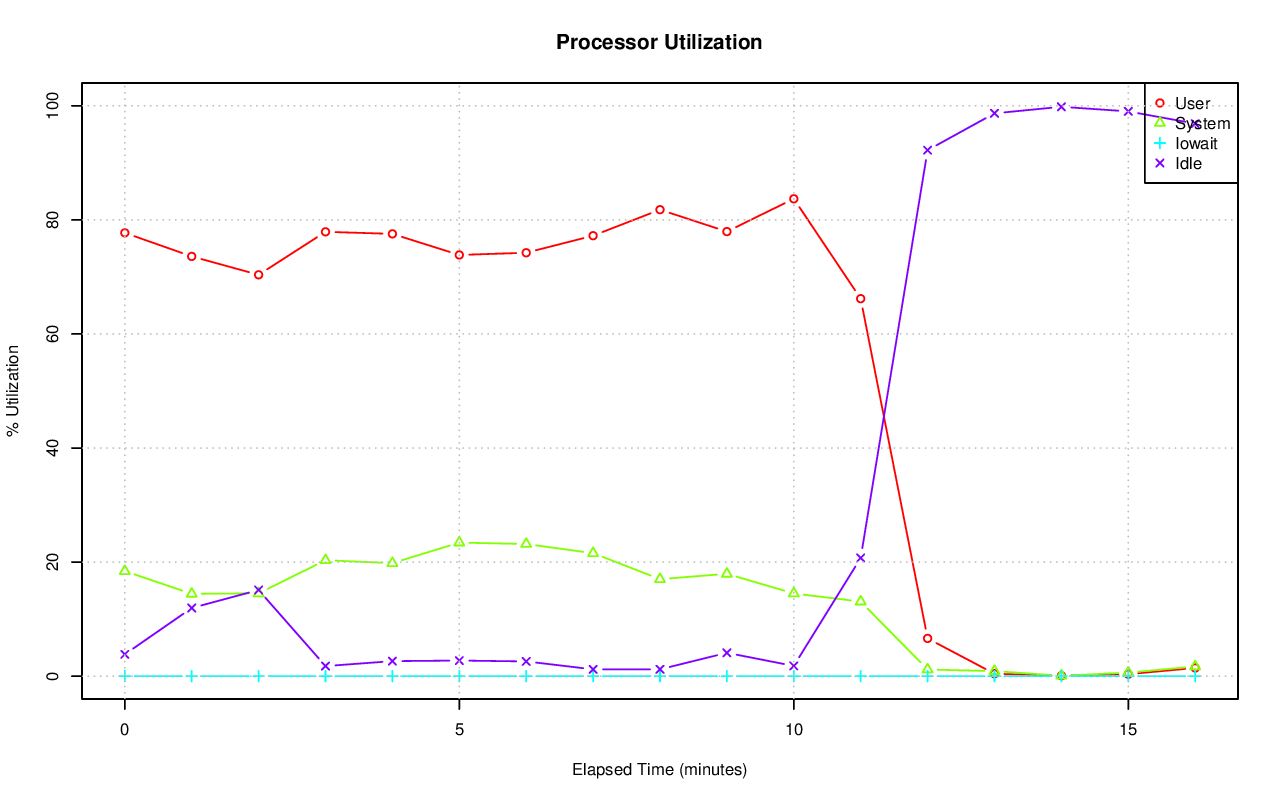 Processor Utilization
% Utilization
100
80
60
40
20
0
User
System
Iowait
Idle
0 5 10 15
Elapsed Time (minutes)